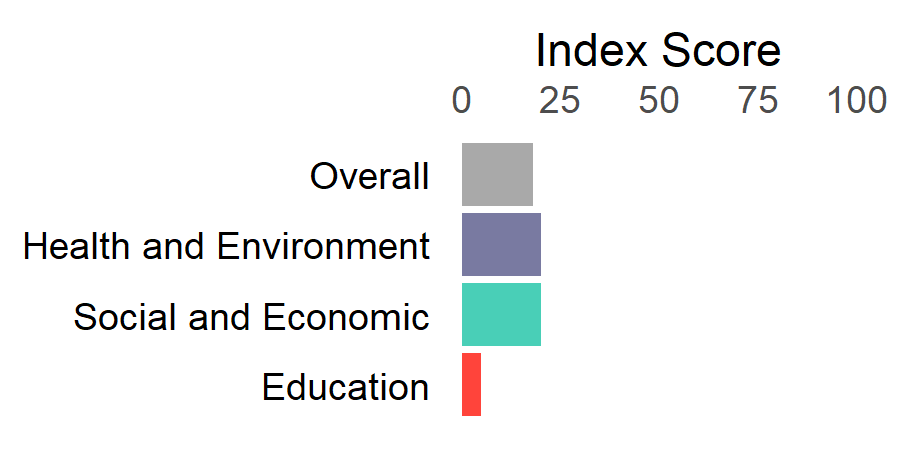 Index Score
0 25 50 75 100
Overall
Health and Environment
Social and Economic
Education